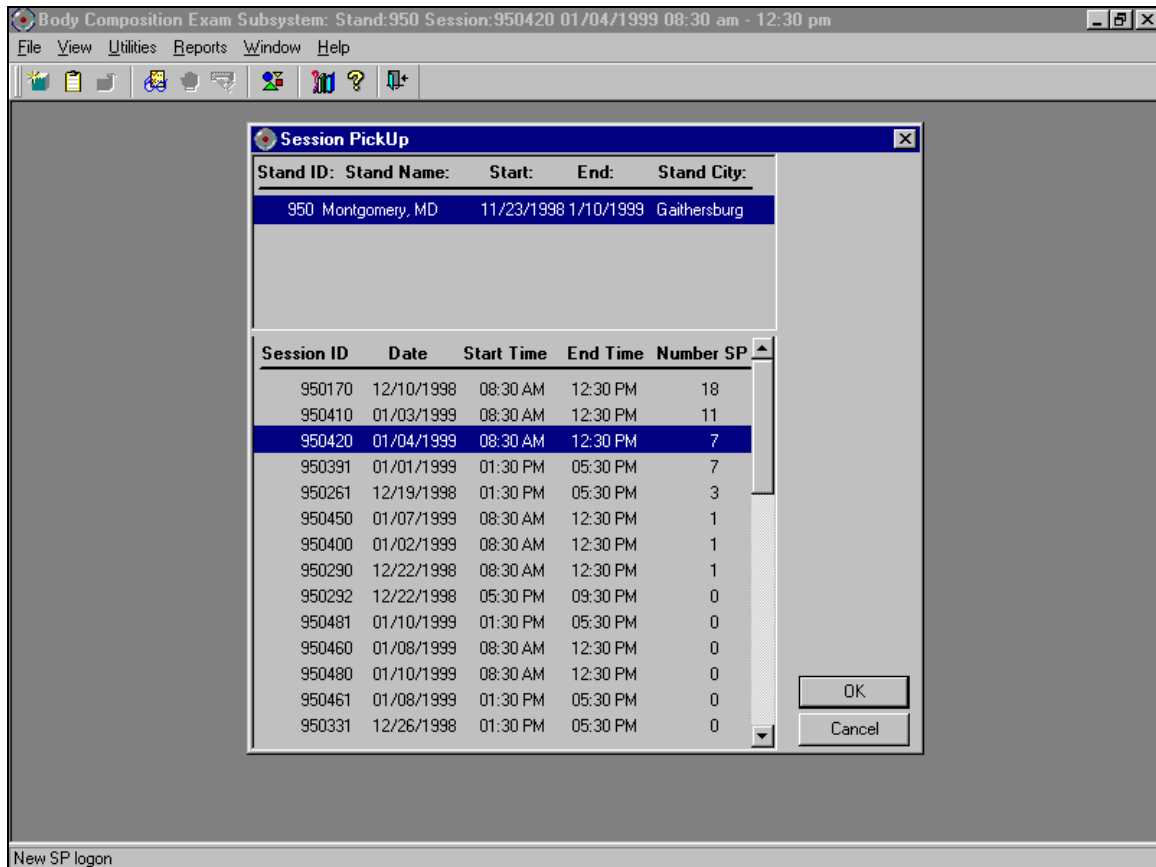 Body Composition Exam Subsystem: Stand:950 Session:950420 01/04/1999 08:30 am - 12:30 pm
File View Utilities Reports Window Help
Session PickUp
Stand ID: Stand Name: Start: End: Stand City:
950 Montgomery, MD 11/23/1998 1/10/1999 Gaithersburg
Session ID Date Start Time End Time Number SP
950170 12/10/1998 08:30 AM 12:30 PM 18
950410 01/03/1999 08:30 AM 12:30 PM 11
950420 01/04/1999 08:30 AM 12:30 PM 7
950391 01/01/1999 01:30 PM 05:30 PM 7
950261 12/19/1998 01:30 PM 05:30 PM 3
950450 01/07/1999 08:30 AM 12:30 PM 1
950400 01/02/1999 08:30 AM 12:30 PM 1
950290 12/22/1998 08:30 AM 12:30 PM 1
950292 12/22/1998 05:30 PM 09:30 PM 0
950481 01/10/1999 01:30 PM 05:30 PM 0
950460 01/08/1999 08:30 AM 12:30 PM 0
950480 01/10/1999 08:30 AM 12:30 PM 0
950461 01/08/1999 01:30 PM 05:30 PM 0
950331 12/26/1998 01:30 PM 05:30 PM 0
OK
Cancel
New SP logon